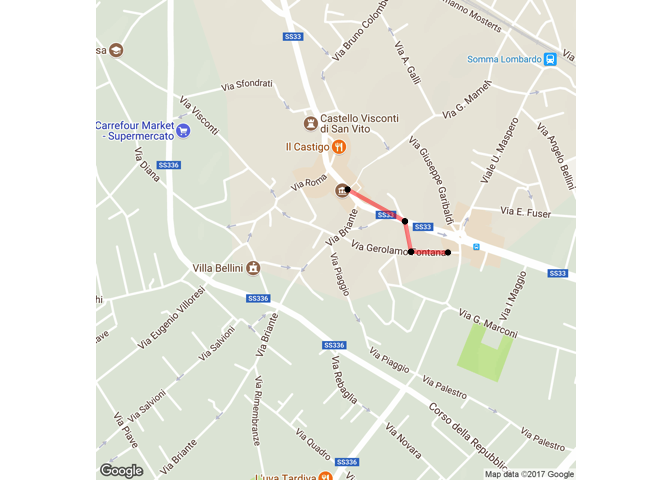 Adrianno Mosterts
SS33
Via Bruno Colombo
Via A. Galli
Somma Lombardo
sa
Via Sfondrati
Via G. Mameli
Via Visconti
Castello Visconti
di San Vito
Carrefour Market
- Supermercato
Via Diana
Il Castigo
Via Giuseppe Garibaldi
Viale U. Maspero
Via Angelo Bellini
SS336
Via Roma
SS33
SS33
Via E. Fuser
Via Briante
Via Gerolamo Fontana
Via Piaggio
Villa Bellini
SS33
SS336
Via I Maggio
Via Eugenio Villoresi
Via G. Marconi
ave
Via Salvioni
Via Briante
SS336
Via Piaggio
Via Rebaglia
Via Palestro
Via Salvioni
Via Rimembranze
Corso della Repubblica
Via Piave
Via Quadro
Via Novara
Via Palestro
Via Briante
SS336
Google
L'uva Tardiva
Map data ©2017 Google